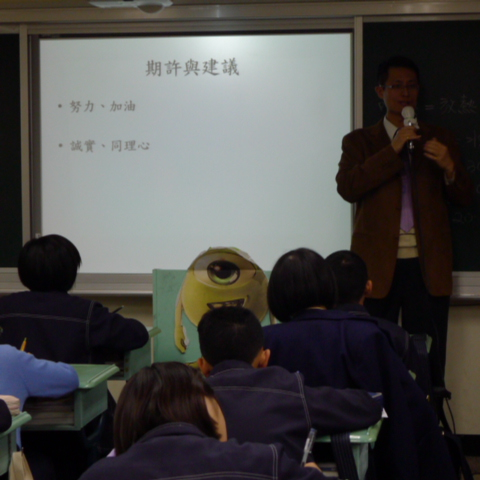 期許與建議
• 努力、加油
• 誠實、同理心